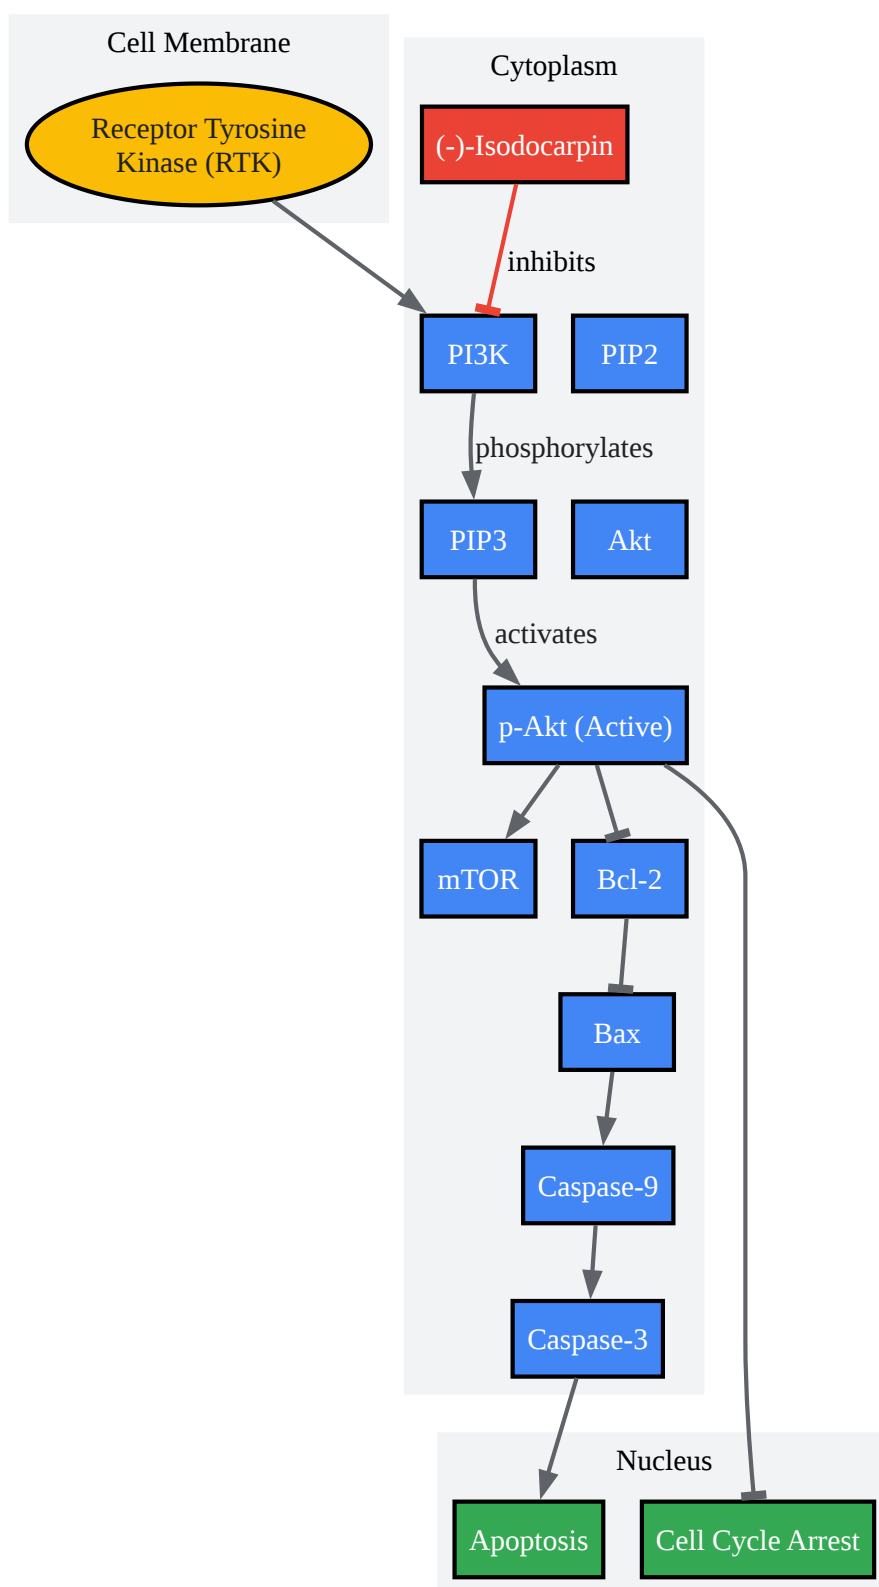 Cell Membrane
Receptor Tyrosine
Kinase (RTK)
Cytoplasm
(-)-Isodocarpin
inhibits
PI3K
PIP2
phosphorylates
PIP3
Akt
activates
p-Akt (Active)
mTOR
Bcl-2
Bax
Caspase-9
Caspase-3
Nucleus
Apoptosis
Cell Cycle Arrest